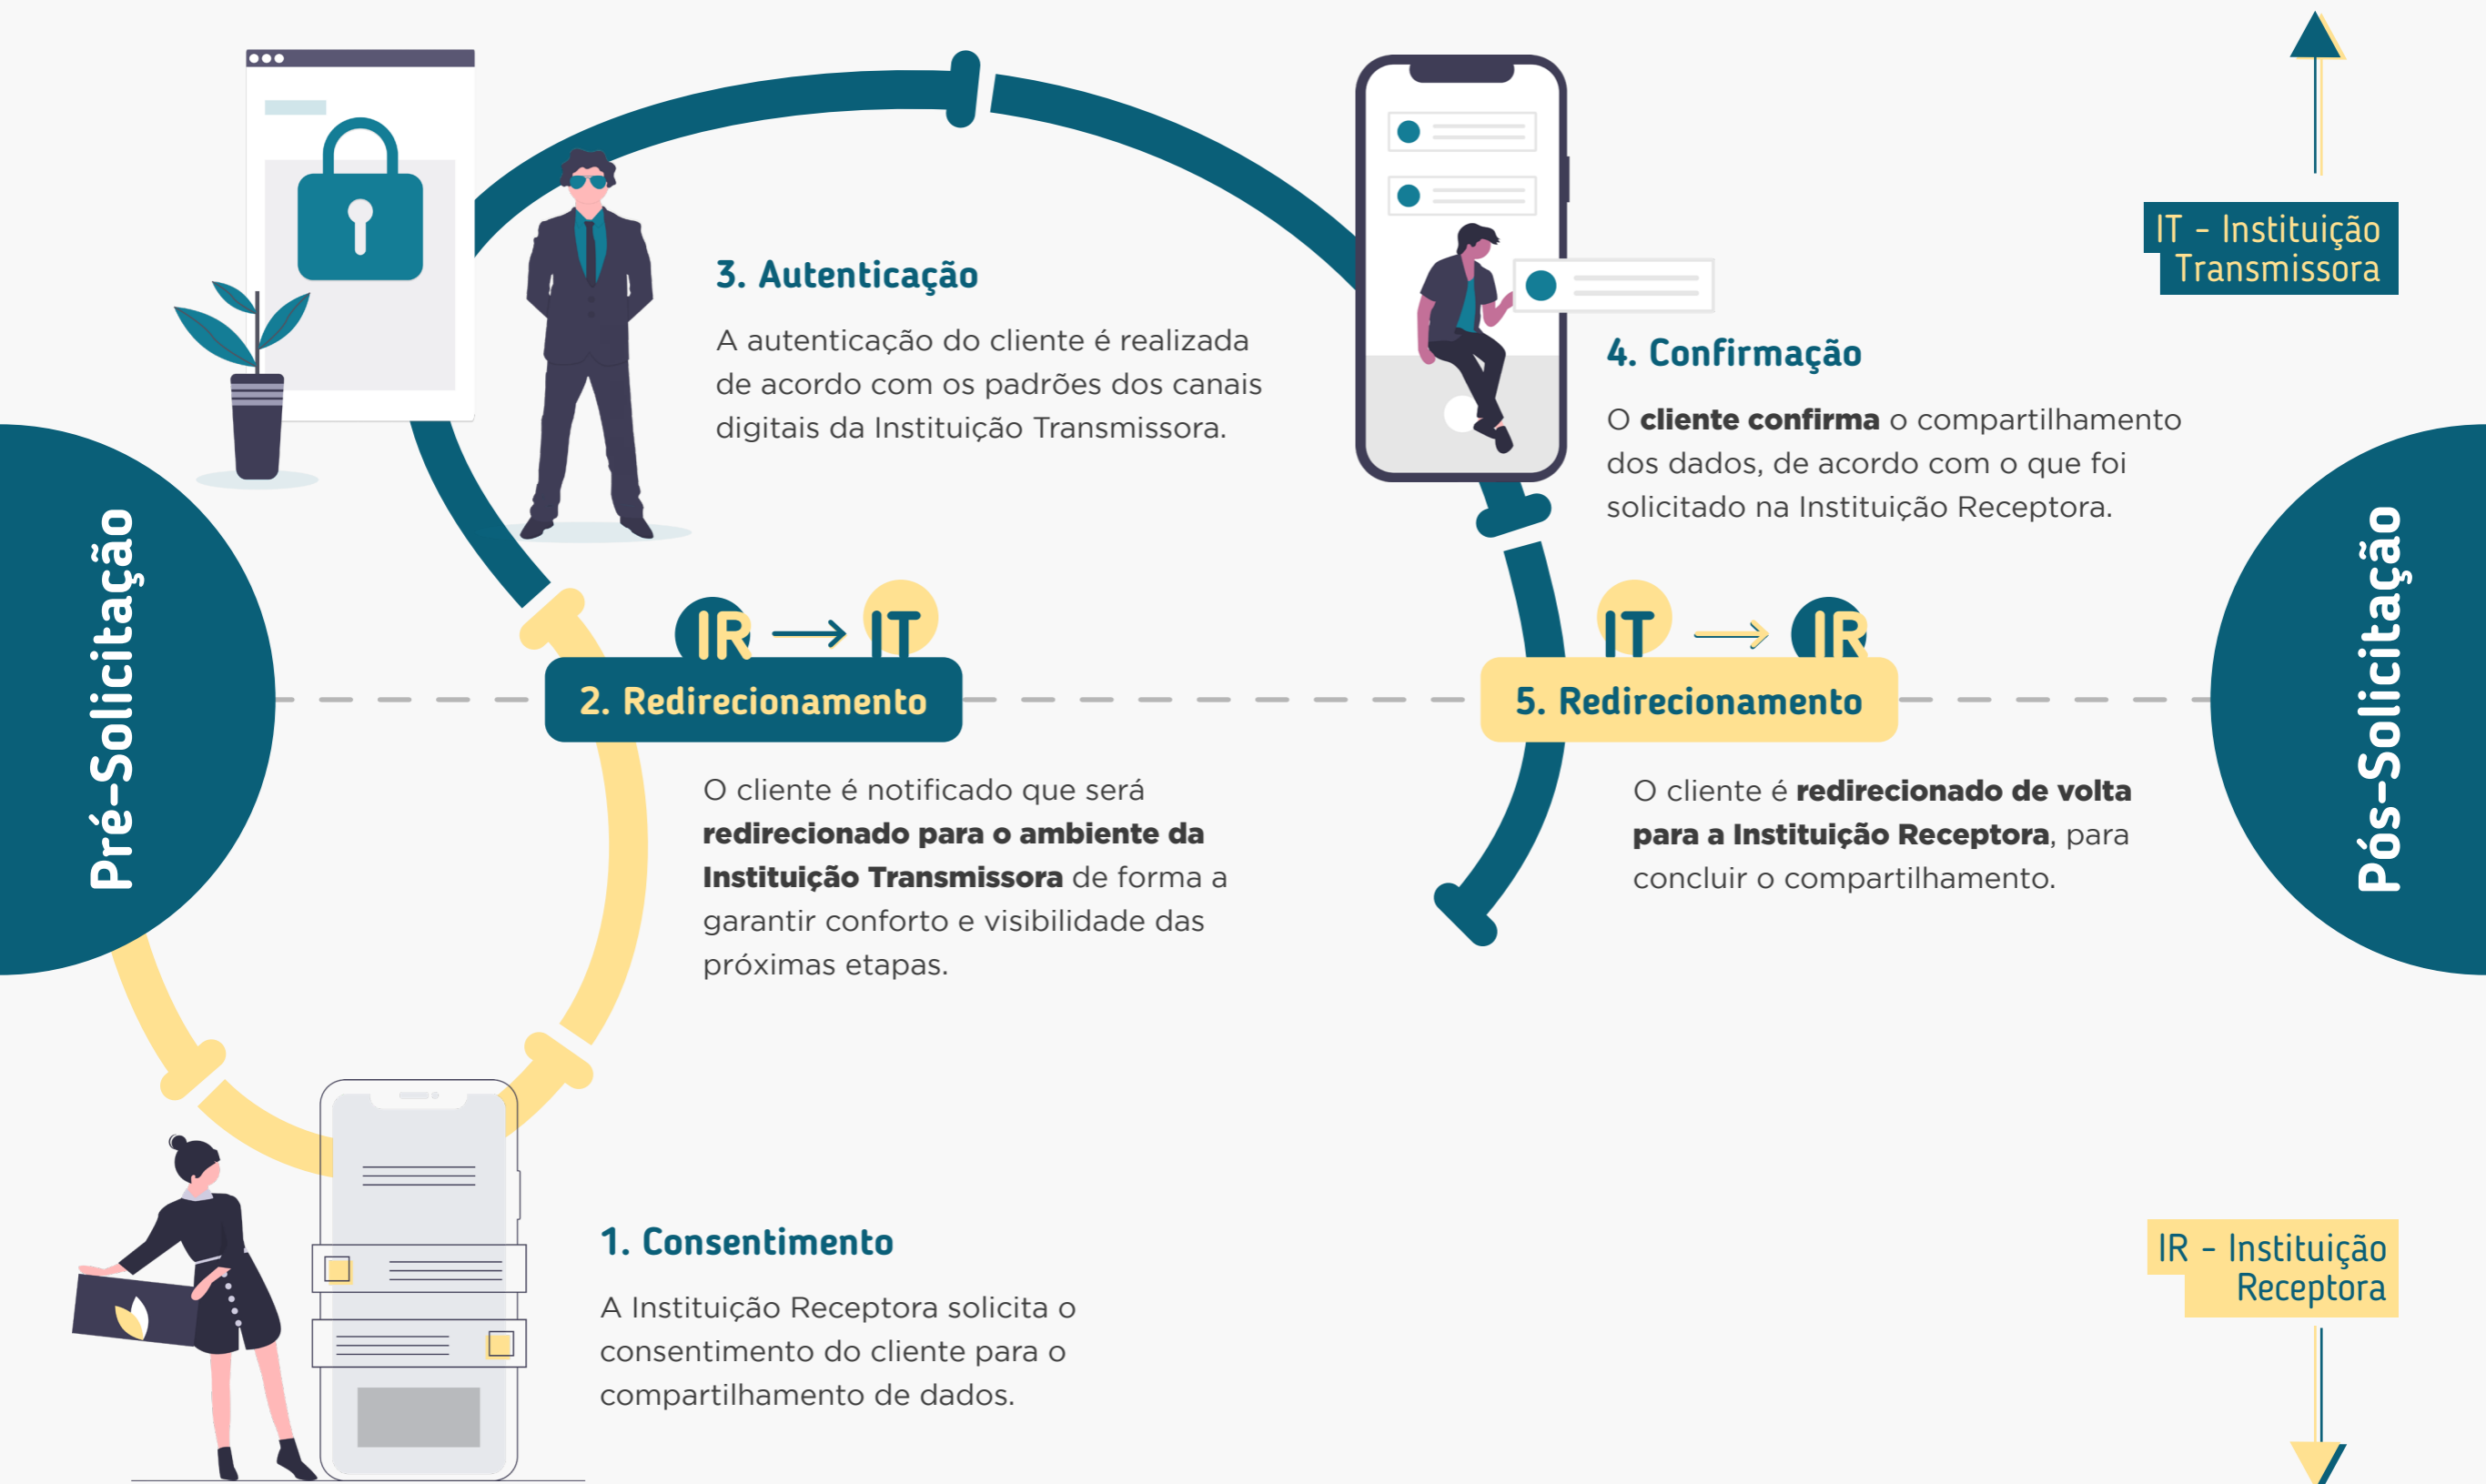 Pré-Solicitação
1. Consentimento
A Instituição Receptora solicita o
consentimento do cliente para o
compartilhamento de dados.
IR → IT
2. Redirecionamento
O cliente é notificado que será
redirecionado para o ambiente da
Instituição Transmissora de forma a
garantir conforto e visibilidade das
próximas etapas.
3. Autenticação
A autenticação do cliente é realizada
de acordo com os padrões dos canais
digitais da Instituição Transmissora.
4. Confirmação
O cliente confirma o compartilhamento
dos dados, de acordo com o que foi
solicitado na Instituição Receptora.
IT → IR
5. Redirecionamento
O cliente é redirecionado de volta
para a Instituição Receptora, para
concluir o compartilhamento.
Pós-Solicitação
IT - Instituição
Transmissora
IR - Instituição
Receptora